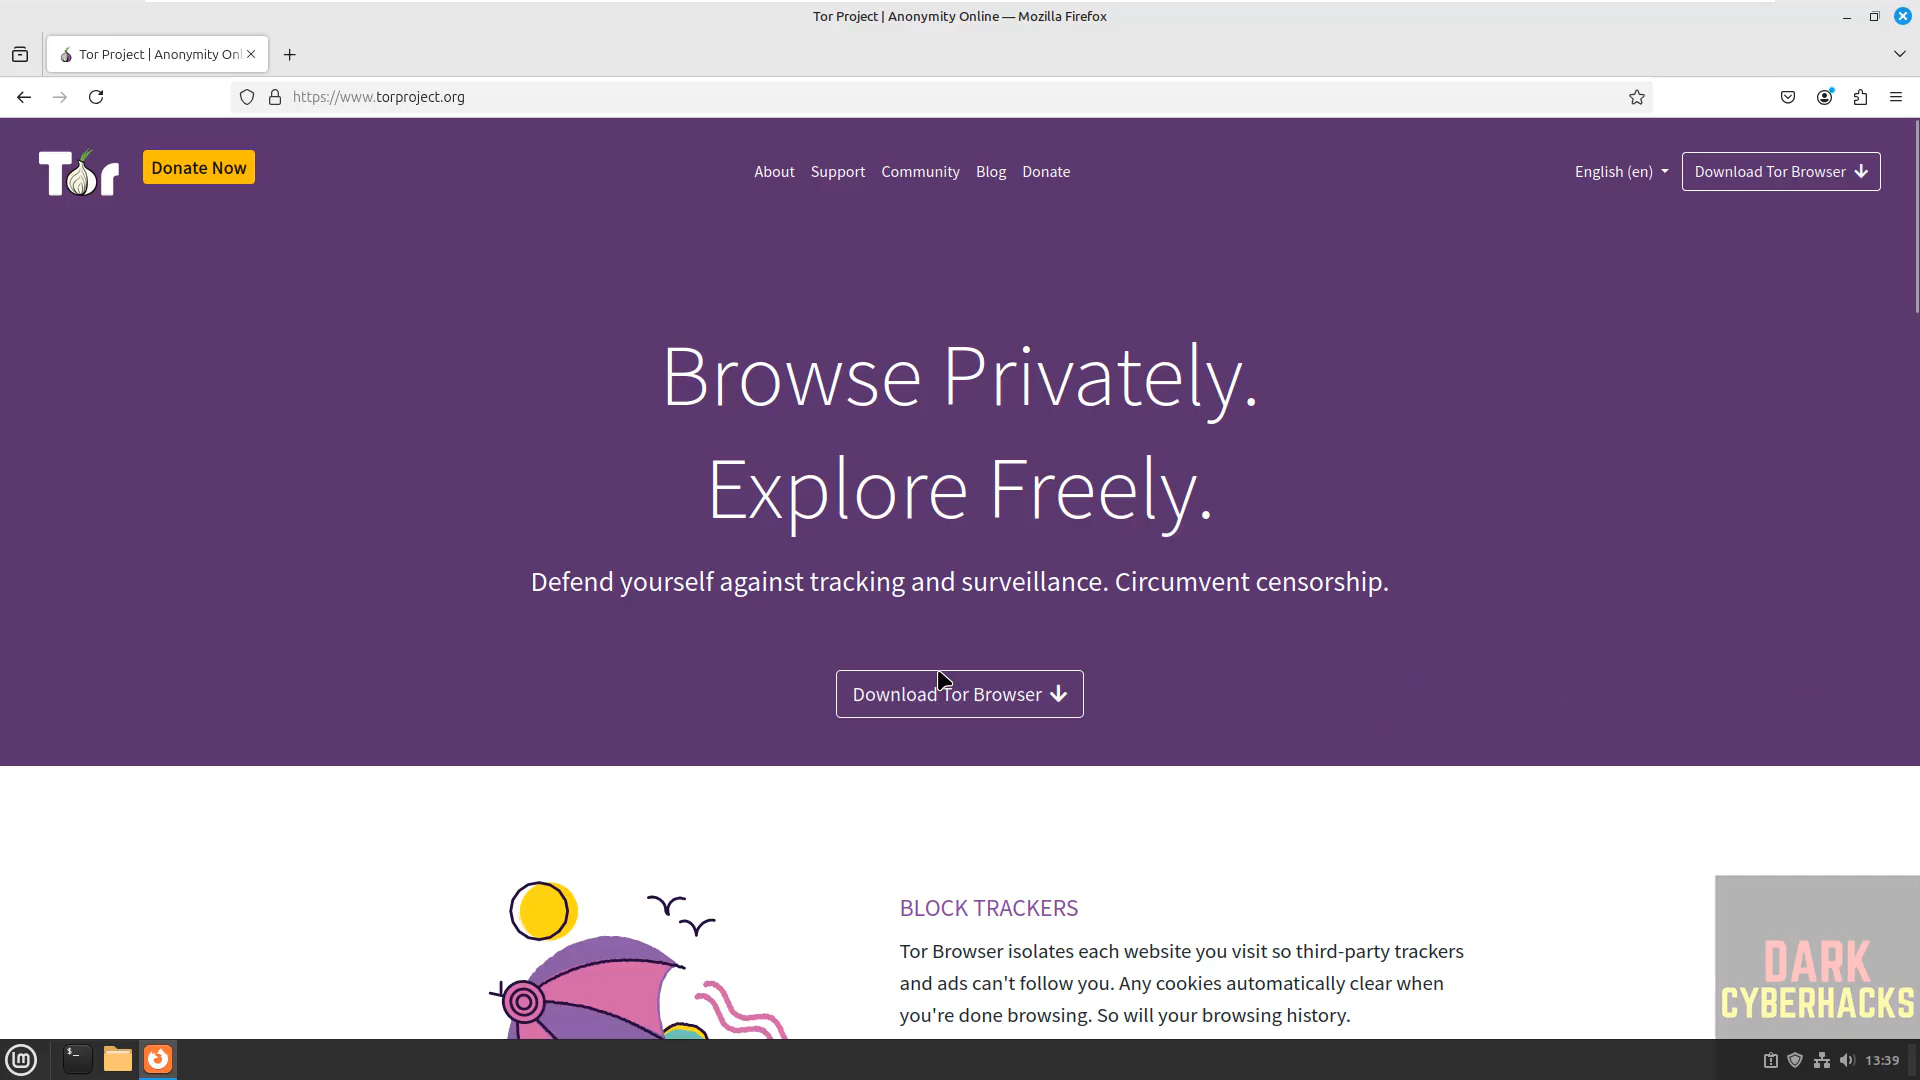 Tor Project | Anonymity Online — Mozilla Firefox
Tor Project | Anonymity Onl
https://www.torproject.org
Tor
Donate Now
About Support Community Blog Donate
English (en)
Download Tor Browser
Browse Privately.
Explore Freely.
Defend yourself against tracking and surveillance. Circumvent censorship.
Download Tor Browser
BLOCK TRACKERS
Tor Browser isolates each website you visit so third-party trackers
and ads can't follow you. Any cookies automatically clear when
you're done browsing. So will your browsing history.
DARK
CYBERHACKS
13:39